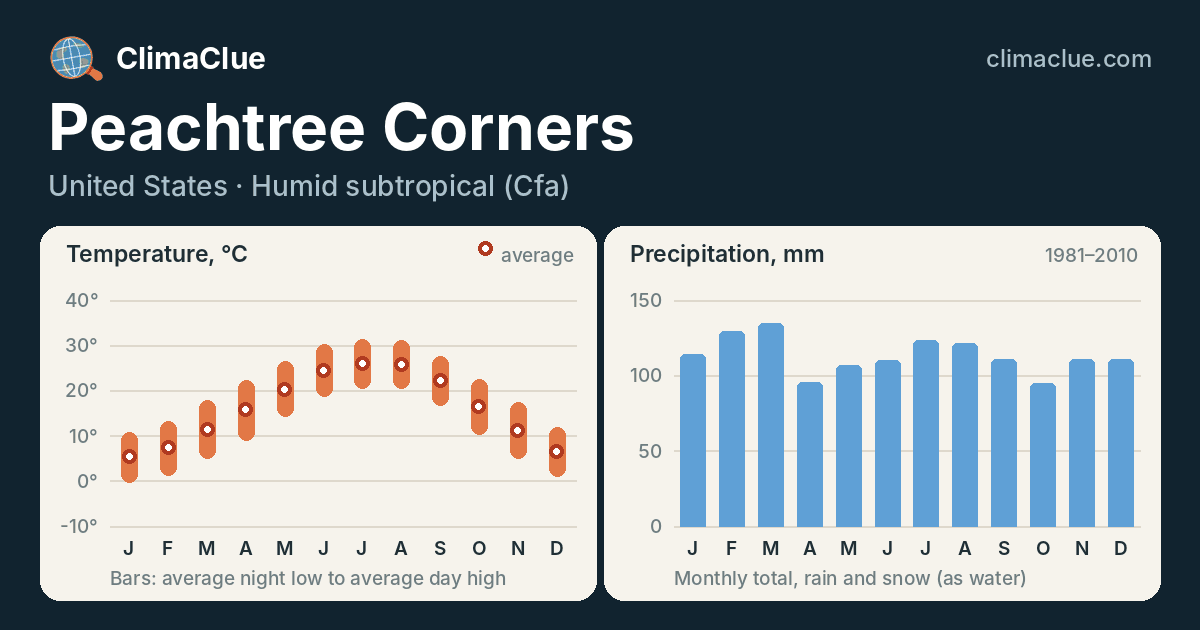 ClimaClue
climaclue.com
Peachtree Corners
United States · Humid subtropical (Cfa)
Temperature, °C
average
40°
30°
20°
10°
0°
-10°
J F M A M J J A S O N D
Bars: average night low to average day high
Precipitation, mm
1981–2010
150
100
50
0
J F M A M J J A S O N D
Monthly total, rain and snow (as water)